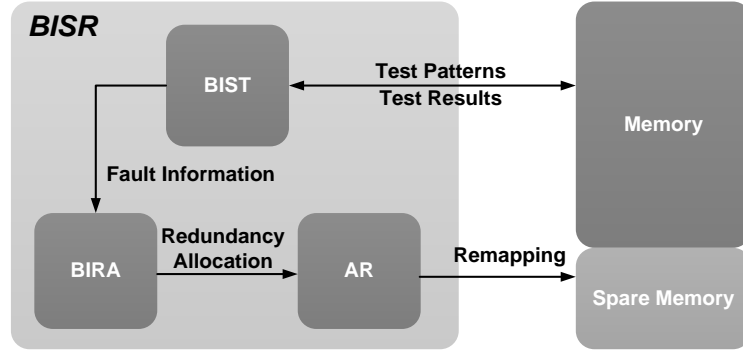 BISR
BIST
Test Patterns
Test Results
Memory
Fault Information
BIRA
Redundancy
Allocation
AR
Remapping
Spare Memory